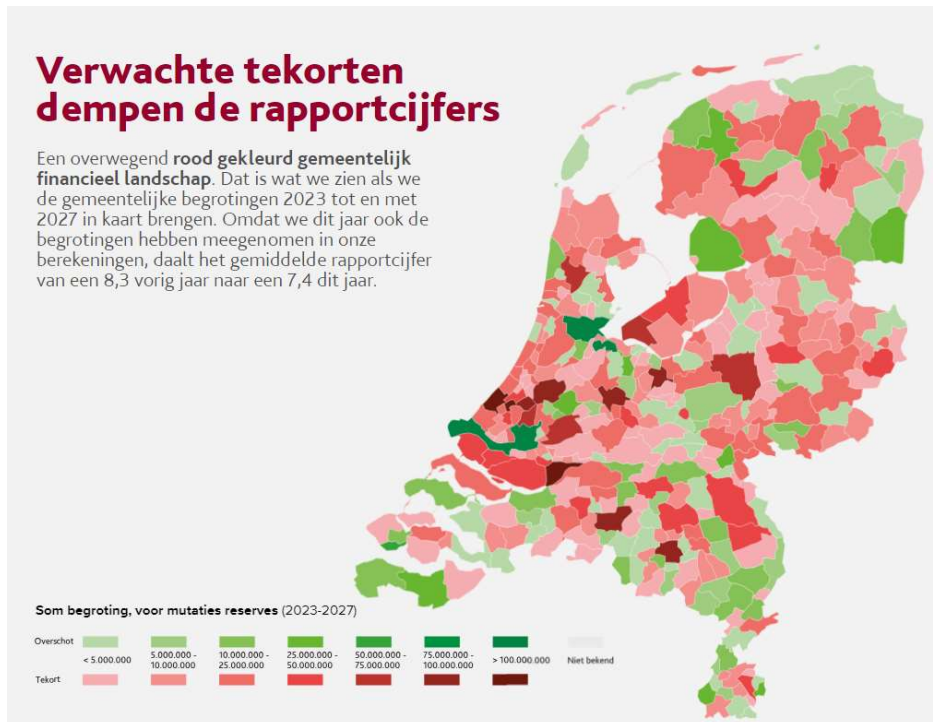 Verwachte tekorten
dempen de rapportcijfers
Een overwegend rood gekleurd gemeentelijk
financieel landschap. Dat is wat we zien als we
de gemeentelijke begrotingen 2023 tot en met
2027 in kaart brengen. Omdat we dit jaar ook de
begrotingen hebben meegenomen in onze
berekeningen, daalt het gemiddelde rapportcijfer
van een 8,3 vorig jaar naar een 7,4 dit jaar.
Som begroting, voor mutaties reserves (2023-2027)
Overschot
< 5.000.000
5.000.000 -
10.000.000
10.000.000 -
25.000.000
25.000.000 -
50.000.000
50.000.000 -
75.000.000
75.000.000 -
100.000.000
> 100.000.000
Niet bekend
Tekort